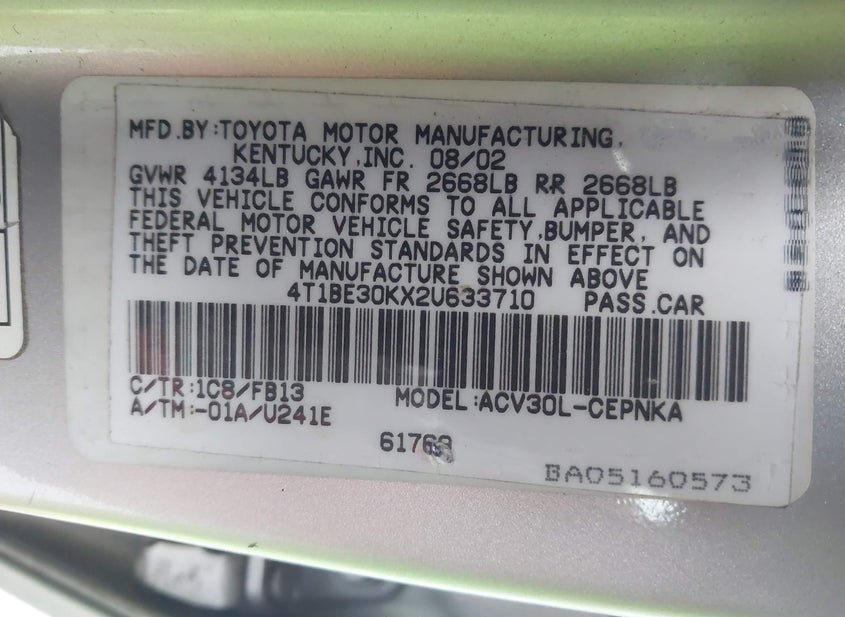 MFD.BY:TOYOTA MOTOR MANUFACTURING,
KENTUCKY,INC. 08/02
GVWR 4134LB GAWR FR 2668LB RR 2668LB
THIS VEHICLE CONFORMS TO ALL APPLICABLE
FEDERAL MOTOR VEHICLE SAFETY,BUMPER, AND
THEFT PREVENTION STANDARDS IN EFFECT ON
THE DATE OF MANUFACTURE SHOWN ABOVE
4T1BE30KX2U633710 PASS.CAR
C/TR:1C8/FB13 MODEL:ACV30L-CEPNKA
A/TM:-01A/U241E
BA05160573